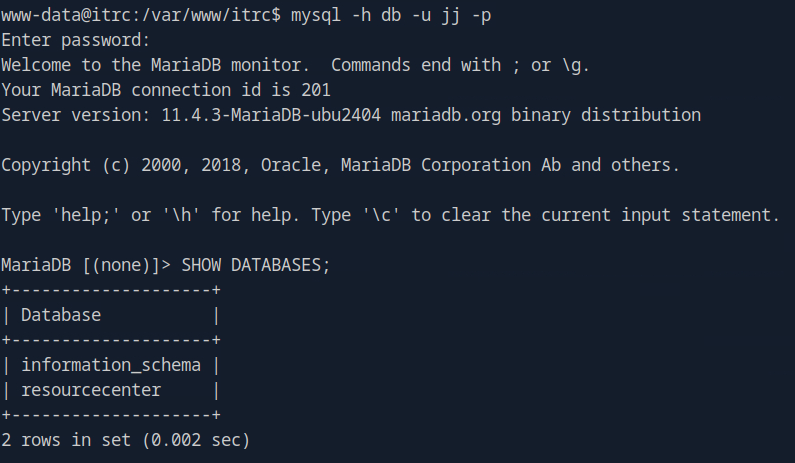 www-data@itrc:/var/www/itrc$ mysql -h db -u jj -p
Enter password:
Welcome to the MariaDB monitor.  Commands end with ; or \g.
Your MariaDB connection id is 201
Server version: 11.4.3-MariaDB-ubu2404 mariadb.org binary distribution

Copyright (c) 2000, 2018, Oracle, MariaDB Corporation Ab and others.

Type 'help;' or '\h' for help. Type '\c' to clear the current input statement.

MariaDB [(none)]> SHOW DATABASES;
+--------------------+
| Database           |
+--------------------+
| information_schema |
| resourcecenter     |
+--------------------+
2 rows in set (0.002 sec)